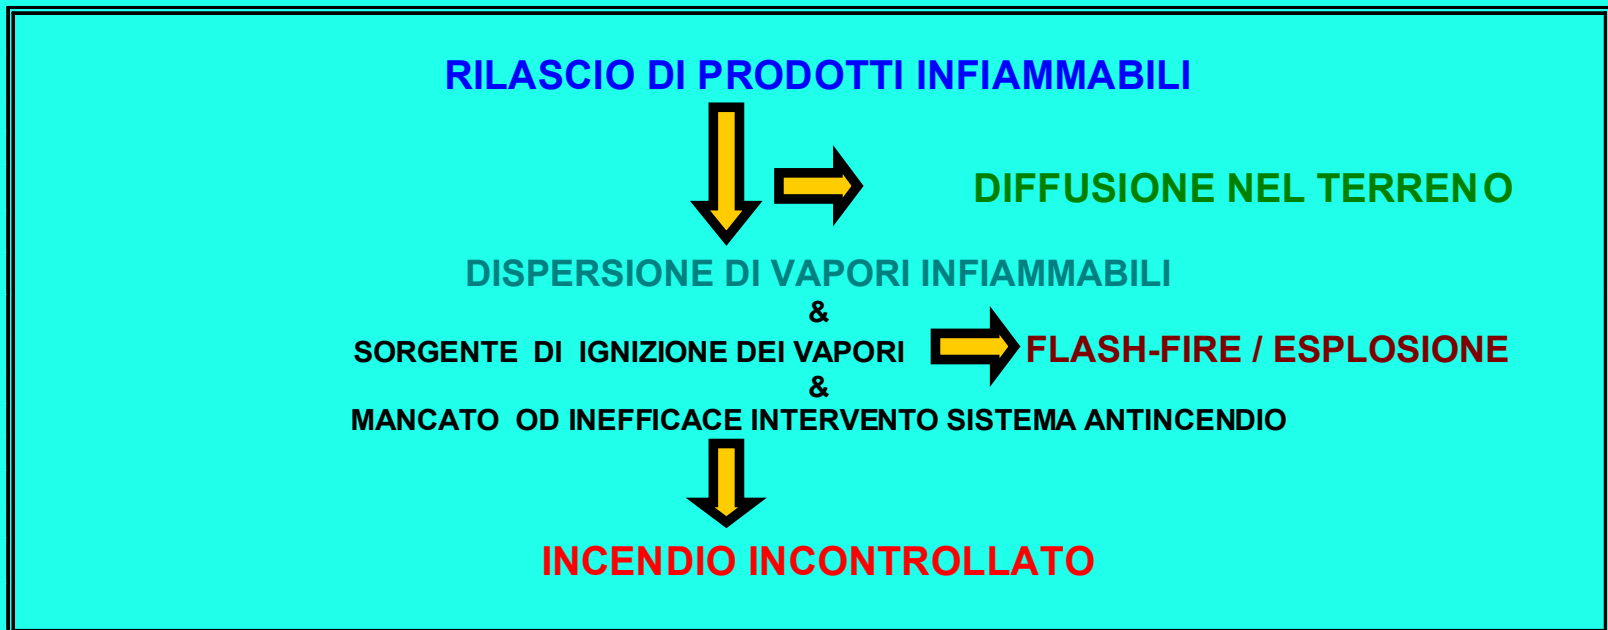 RILASCIO DI PRODOTTI INFIAMMABILI
DIFFUSIONE NEL TERRENO
DISPERSIONE DI VAPORI INFIAMMABILI
&
SORGENTE DI IGNIZIONE DEI VAPORI
FLASH-FIRE / ESPLOSIONE
&
MANCATO OD INEFFICACE INTERVENTO SISTEMA ANTINCENDIO
INCENDIO INCONTROLLATO